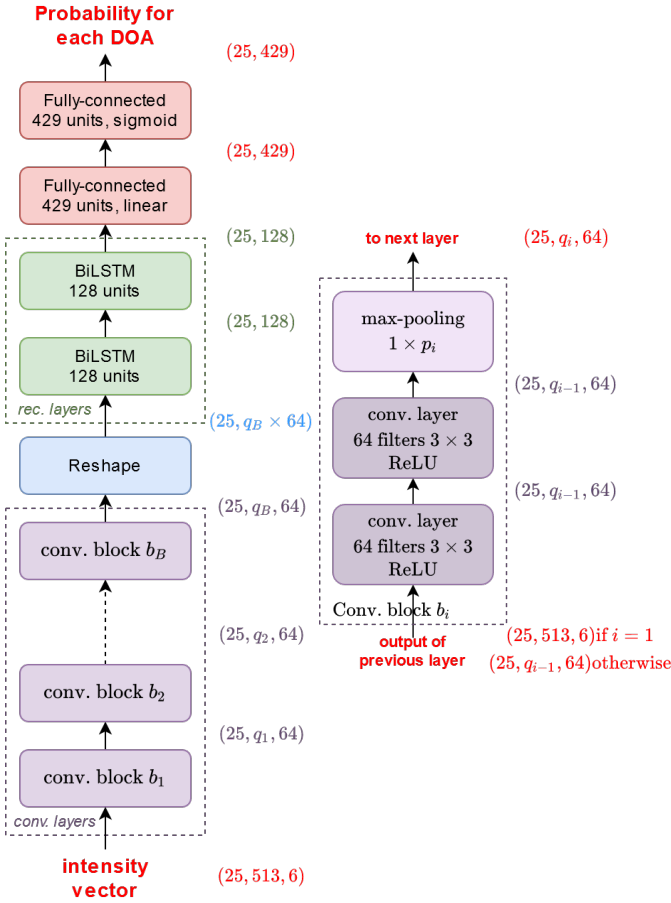 Probability for
each DOA
(25, 429)
Fully-connected
429 units, sigmoid
(25, 429)
Fully-connected
429 units, linear
(25, 128)
BiLSTM
128 units
(25, 128)
BiLSTM
128 units
rec. layers
(25, q_B × 64)
Reshape
(25, q_B, 64)
conv. block b_B
(25, q_2, 64)
conv. block b_2
(25, q_1, 64)
conv. block b_1
conv. layers
intensity
vector
(25, 513, 6)
to next layer
(25, q_i, 64)
max-pooling
1 × p_i
(25, q_{i−1}, 64)
conv. layer
64 filters 3 × 3
ReLU
(25, q_{i−1}, 64)
conv. layer
64 filters 3 × 3
ReLU
Conv. block b_i
output of
previous layer
(25, 513, 6)if i = 1
(25, q_{i−1}, 64)otherwise